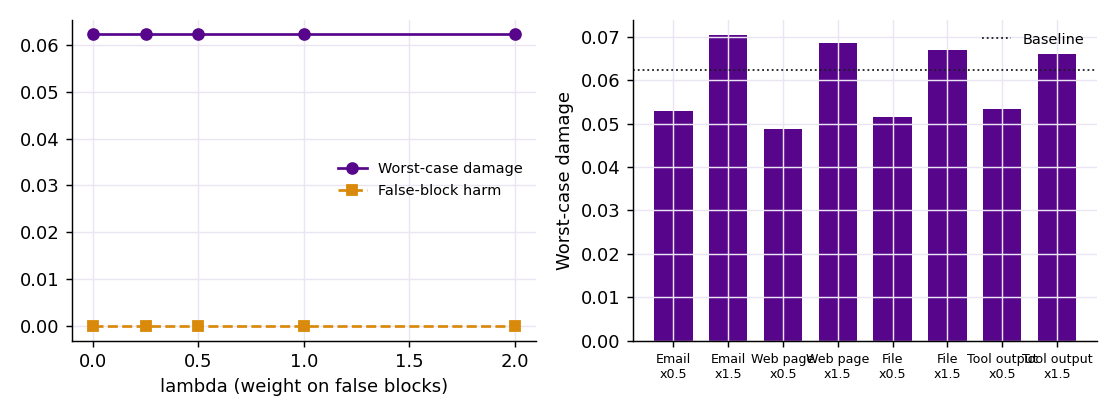 0.06
0.05
0.04
0.03
0.02
0.01
0.00
Worst-case damage
False-block harm
0.0 0.5 1.0 1.5 2.0
lambda (weight on false blocks)
Worst-case damage
0.07
0.06
0.05
0.04
0.03
0.02
0.01
0.00
Baseline
Email Email Web page Web page File File Tool output Tool output
x0.5 x1.5 x0.5 x1.5 x0.5 x1.5 x0.5 x1.5